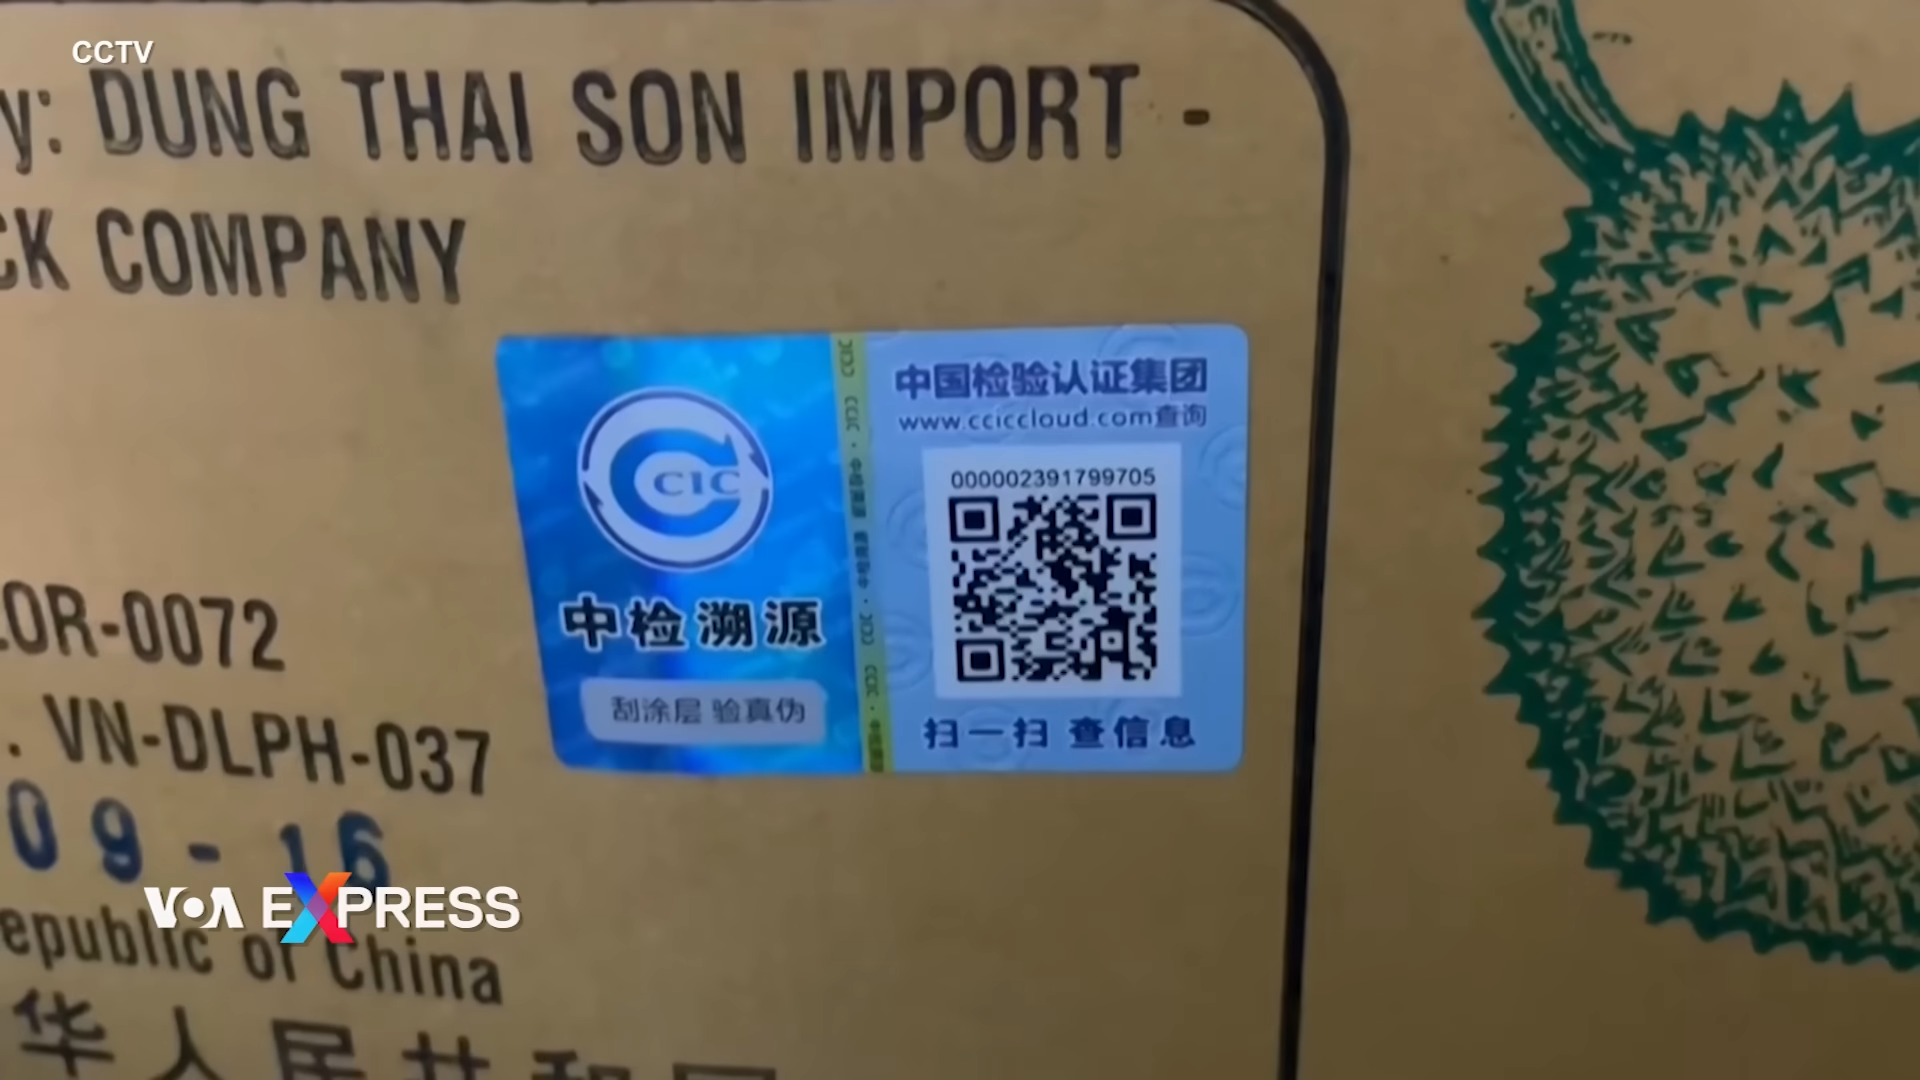 CCTV
y: DUNG THAI SON IMPORT -
CK COMPANY
CCIC
中检溯源
刮涂层 验真伪
中国检验认证集团
www.cciccloud.com查询
000002391799705
扫一扫 查信息
OR-0072
. VN-DLPH-037
09-16
VOA EXPRESS
epublic of China
华人民共和国